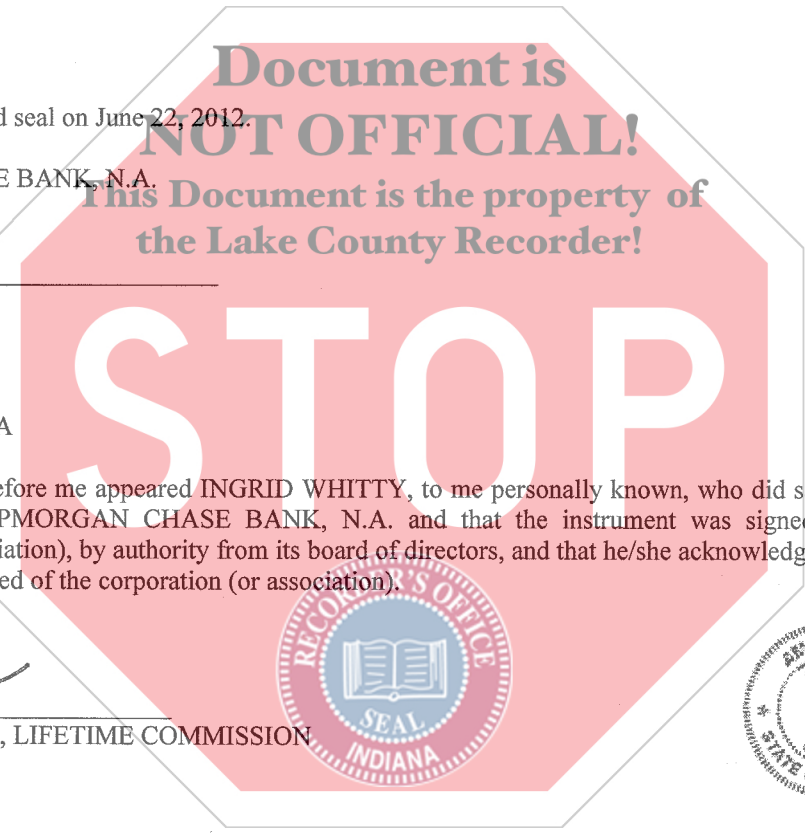 Document is
d seal on June 22, 2012.
NOT OFFICIAL!
E BANK, N.A.
This Document is the property of
the Lake County Recorder!
STOP
A
efore me appeared INGRID WHITTY, to me personally known, who did s
PMORGAN CHASE BANK, N.A. and that the instrument was signed
iation), by authority from its board of directors, and that he/she acknowledg
ed of the corporation (or association).
RECORDER'S OFFICE
SEAL
INDIANA
, LIFETIME COMMISSION
STATE